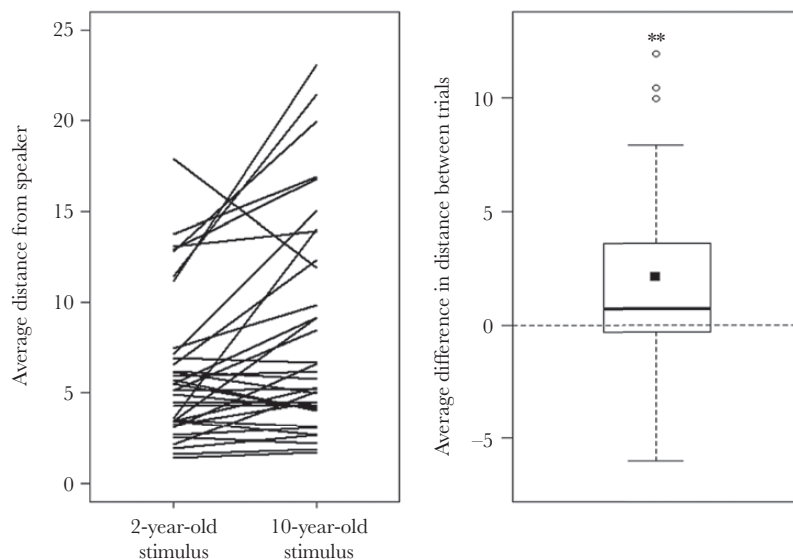 25
20
15
10
5
0
Average distance from speaker
2-year-old
stimulus
10-year-old
stimulus
**
10
5
0
−5
Average difference in distance between trials